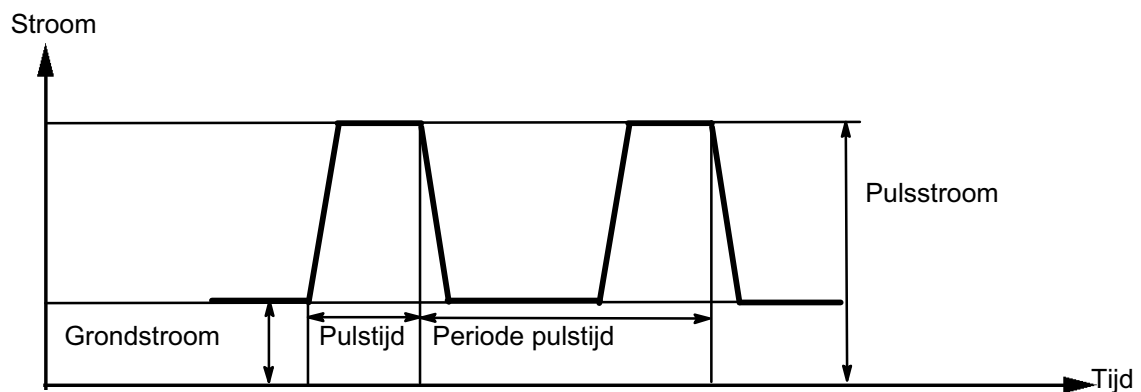 Stroom
Pulsstroom
Grondstroom
Pulstijd
Periode pulstijd
Tijd